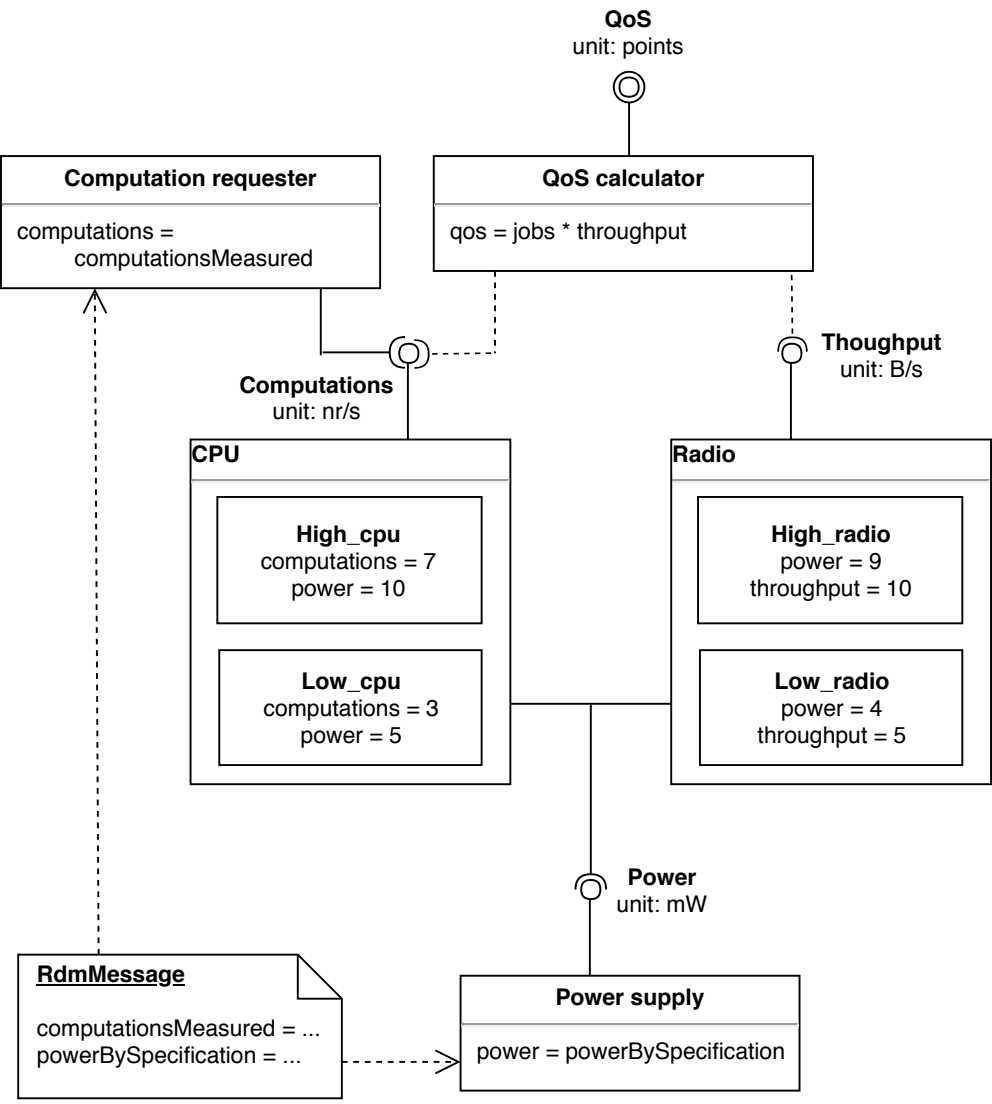 QoS
unit: points
Computation requester
computations =
computationsMeasured
QoS calculator
qos = jobs * throughput
Thoughput
unit: B/s
Computations
unit: nr/s
CPU
High_cpu
computations = 7
power = 10
Low_cpu
computations = 3
power = 5
Radio
High_radio
power = 9
throughput = 10
Low_radio
power = 4
throughput = 5
Power
unit: mW
RdmMessage
computationsMeasured = ...
powerBySpecification = ...
Power supply
power = powerBySpecification